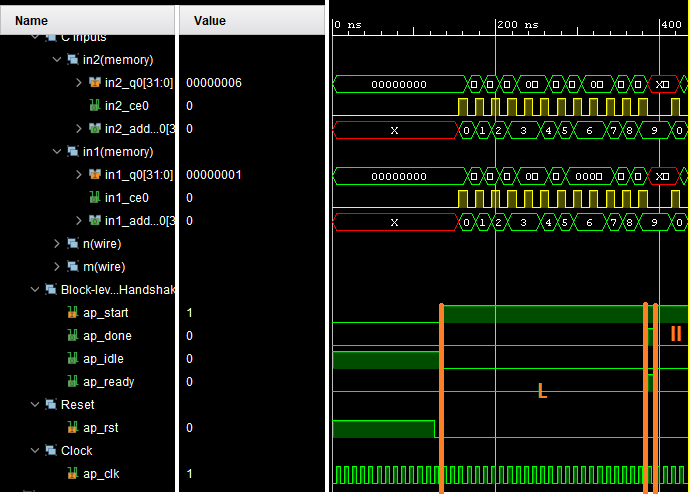 Name Value 0 ns 200 ns 400
C Inputs
in2(memory)
in2_q0[31:0] 00000006 00000000 0 X
in2_ce0 0
in2_add...0[3 0 X 0 1 2 3 4 5 6 7 8 9 0
in1(memory)
in1_q0[31:0] 00000001 00000000 0 000 X
in1_ce0 0
in1_add...0[3 0 X 0 1 2 3 4 5 6 7 8 9 0
n(wire)
m(wire)
Block-lev...Handshak
ap_start 1
ap_done 0 II
ap_idle 0
ap_ready 0 L
Reset
ap_rst 0
Clock
ap_clk 1